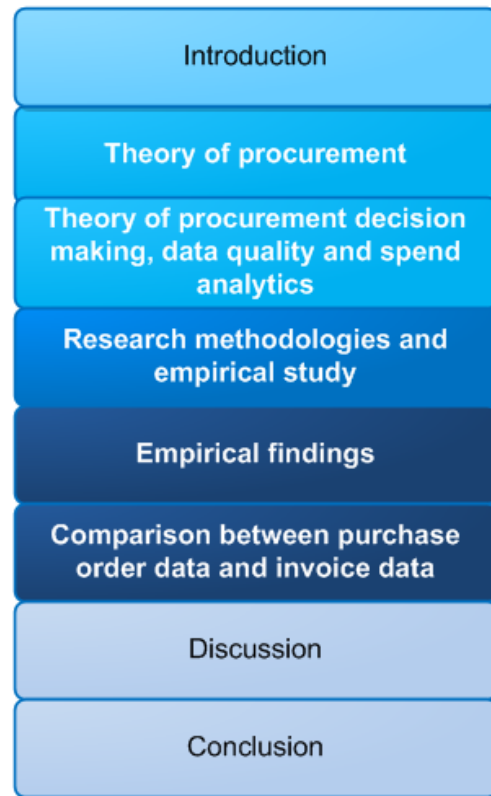 Introduction
Theory of procurement
Theory of procurement decision
making, data quality and spend
analytics
Research methodologies and
empirical study
Empirical findings
Comparison between purchase
order data and invoice data
Discussion
Conclusion